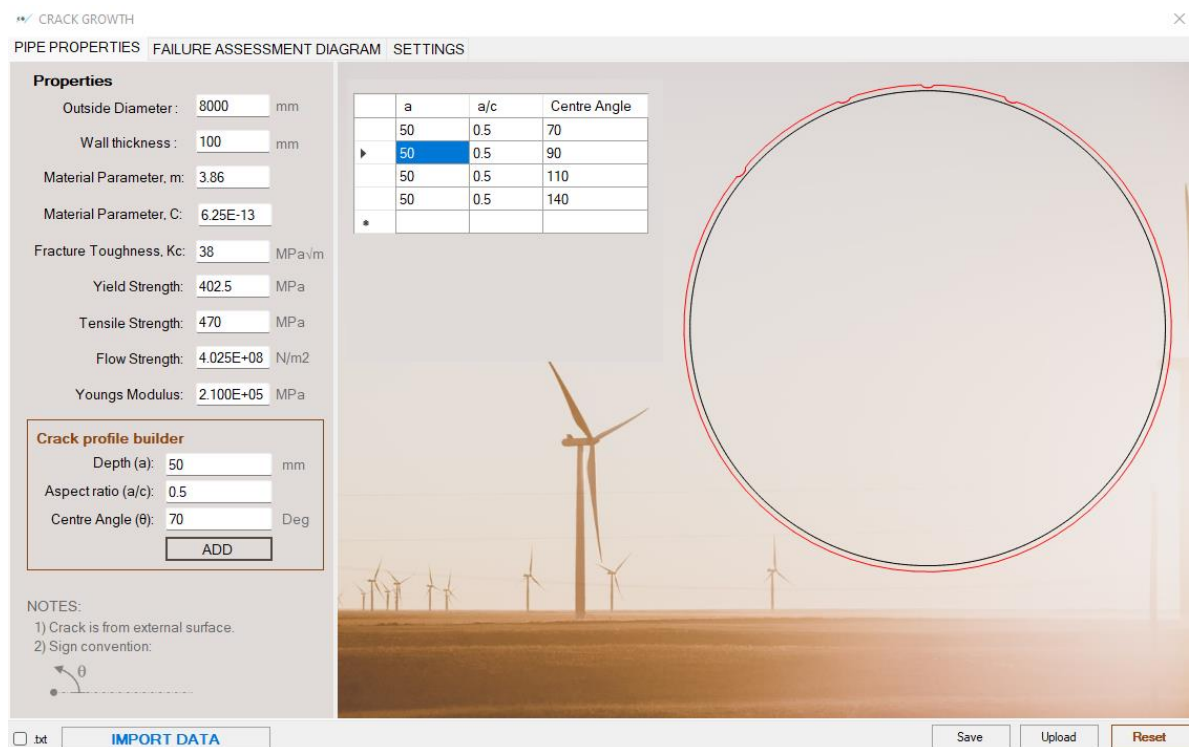 CRACK GROWTH
PIPE PROPERTIES FAILURE ASSESSMENT DIAGRAM SETTINGS
Properties
Outside Diameter : 8000 mm
Wall thickness : 100 mm
Material Parameter, m: 3.86
Material Parameter, C: 6.25E-13
Fracture Toughness, Kc: 38 MPa√m
Yield Strength: 402.5 MPa
Tensile Strength: 470 MPa
Flow Strength: 4.025E+08 N/m2
Youngs Modulus: 2.100E+05 MPa
Crack profile builder
Depth (a): 50 mm
Aspect ratio (a/c): 0.5
Centre Angle (θ): 70 Deg
ADD
NOTES:
1) Crack is from external surface.
2) Sign convention:
θ
a a/c Centre Angle
50 0.5 70
50 0.5 90
50 0.5 110
50 0.5 140
.txt IMPORT DATA
Save Upload Reset